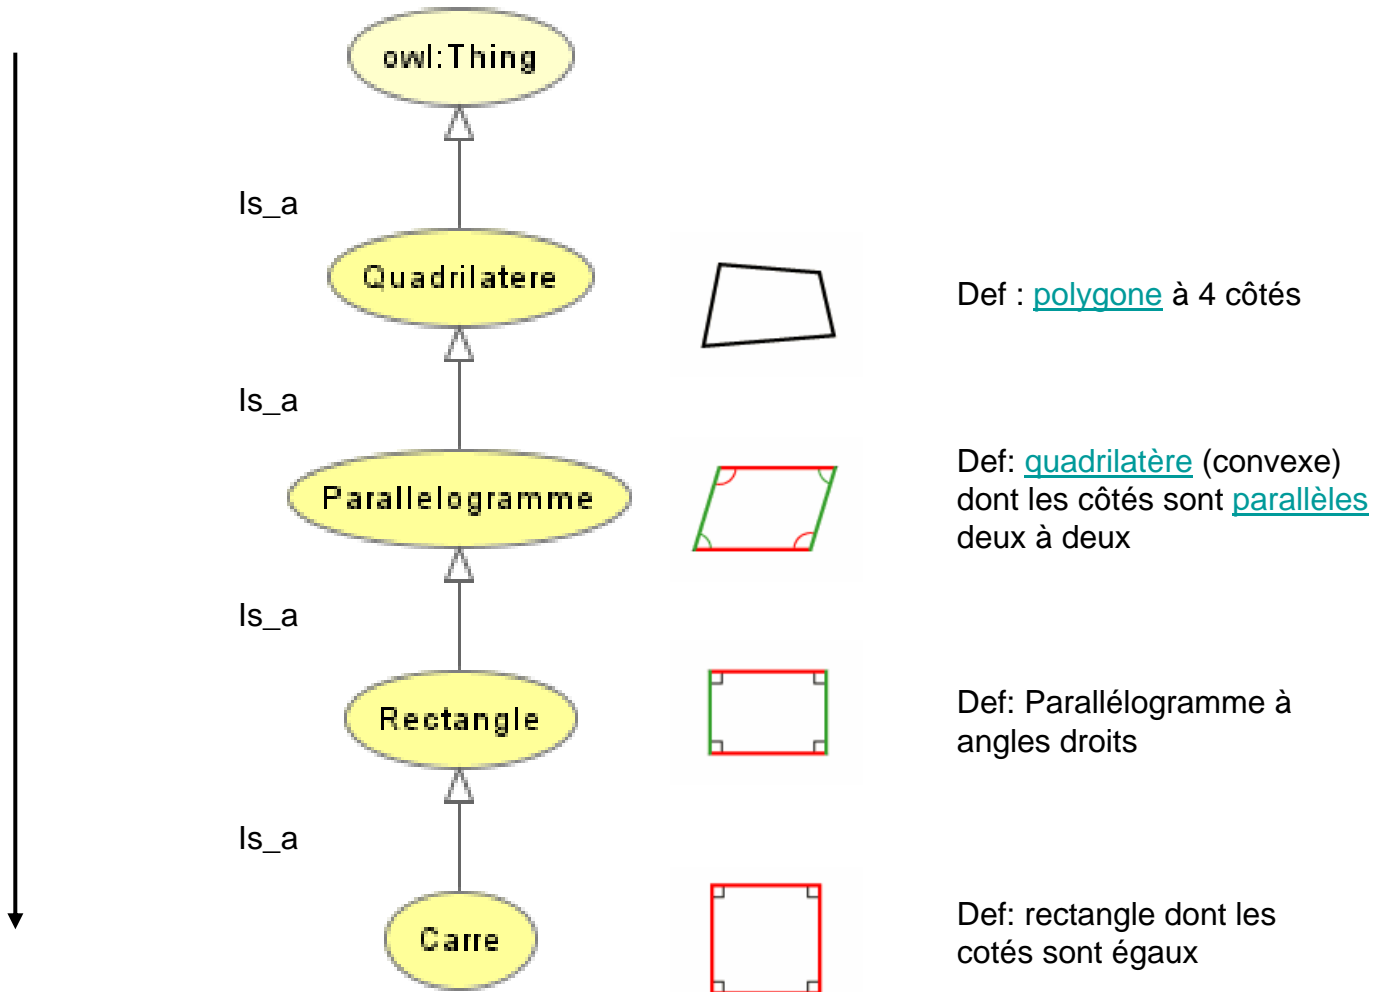 owl:Thing
Is_a
Quadrilatere
Def : polygone à 4 côtés
Is_a
Parallelogramme
Def: quadrilatère (convexe)
dont les côtés sont parallèles
deux à deux
Is_a
Rectangle
Def: Parallélogramme à
angles droits
Is_a
Carre
Def: rectangle dont les
cotés sont égaux